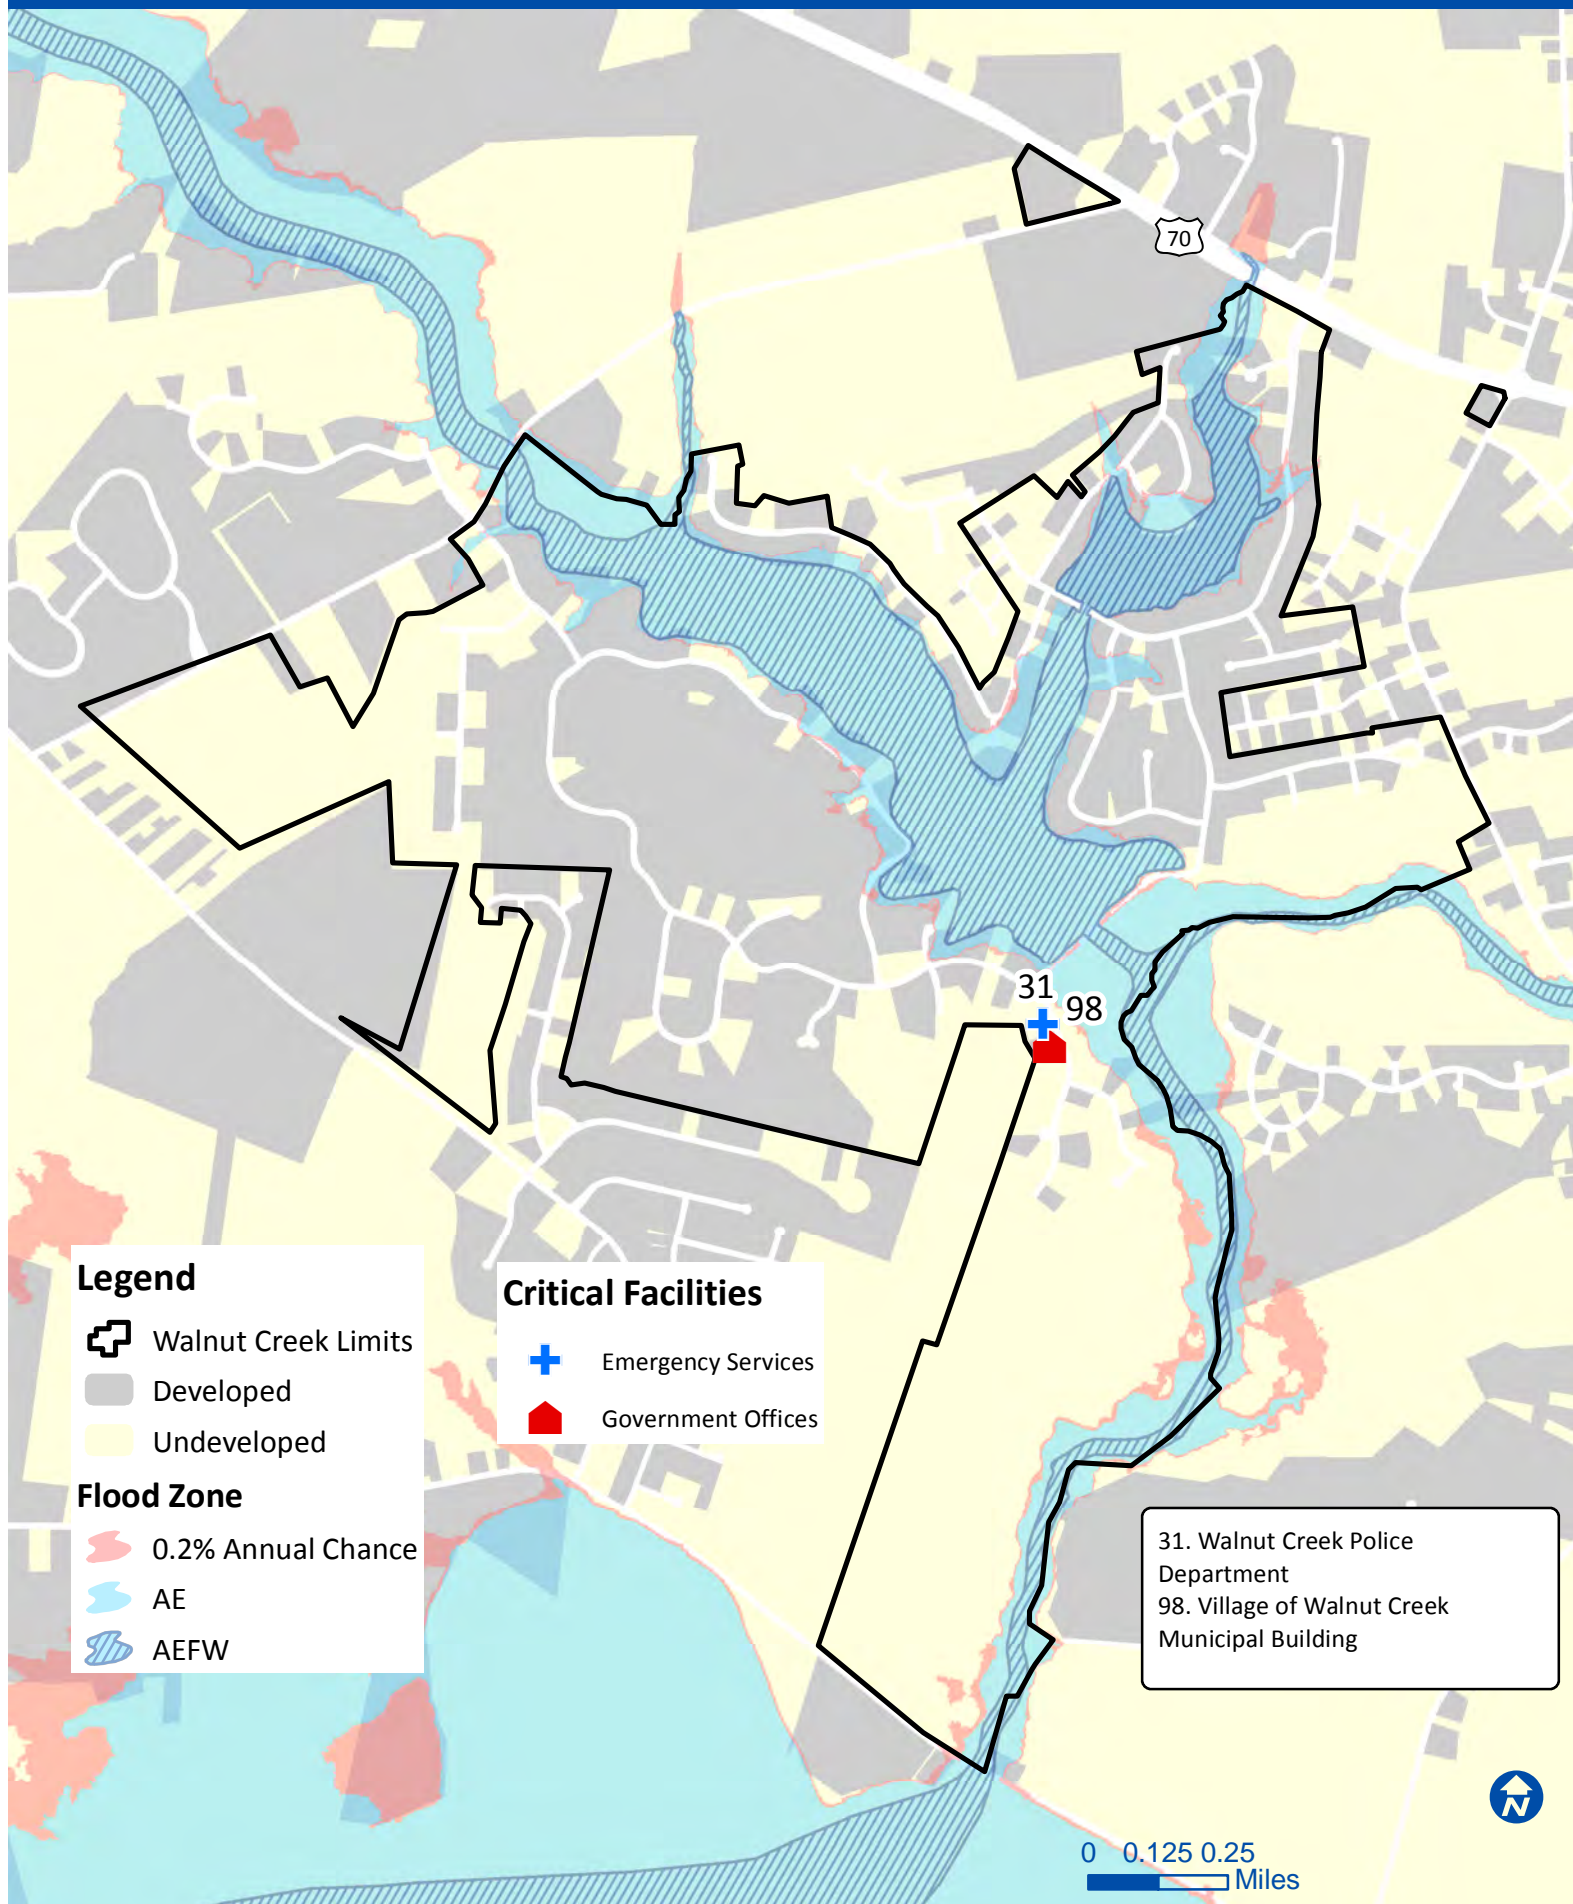 70
31
98
Legend
Walnut Creek Limits
Developed
Undeveloped
Flood Zone
0.2% Annual Chance
AE
AEFW
Critical Facilities
Emergency Services
Government Offices
31. Walnut Creek Police
Department
98. Village of Walnut Creek
Municipal Building
N
0 0.125 0.25
Miles